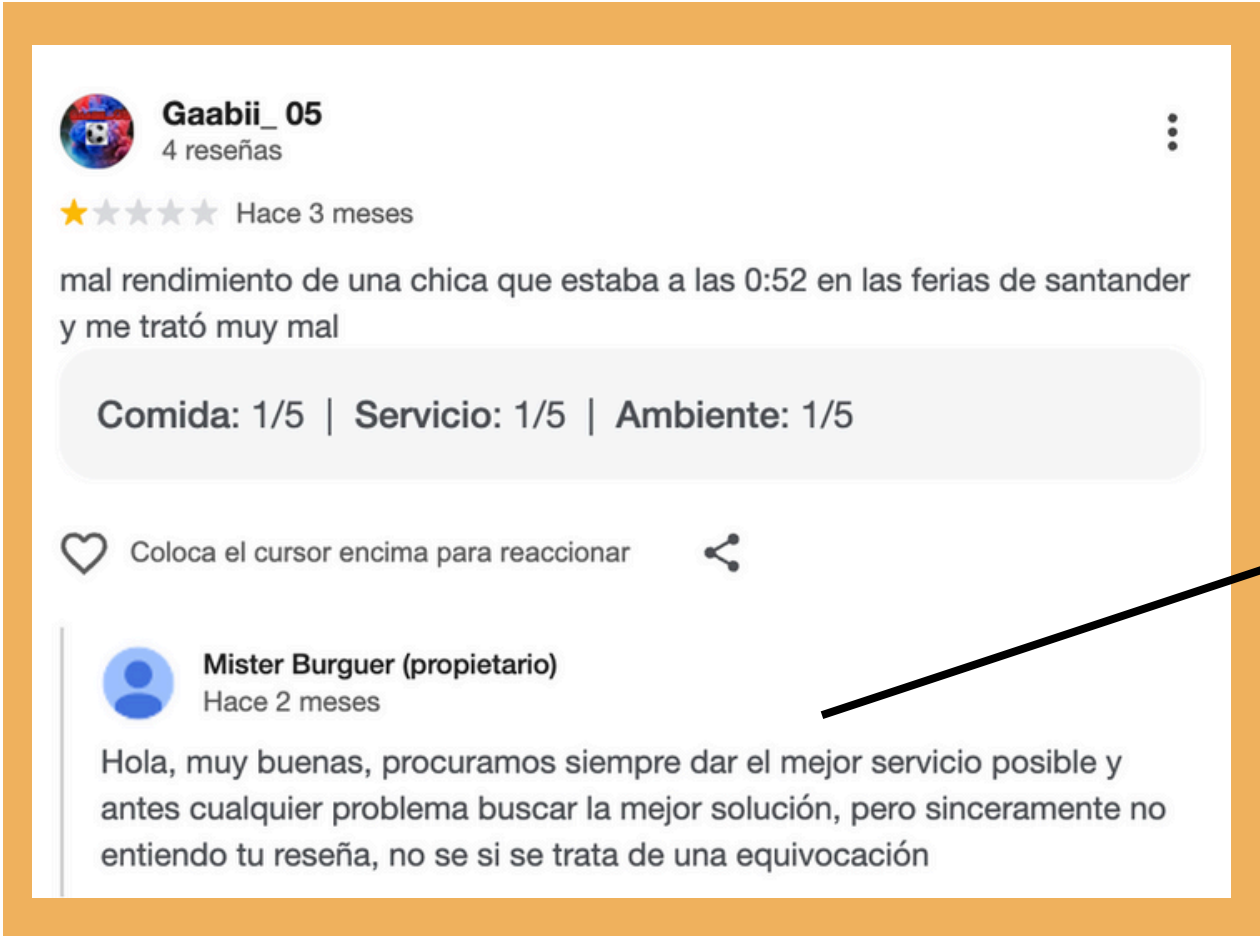 Gaabii_ 05
4 reseñas
Hace 3 meses
mal rendimiento de una chica que estaba a las 0:52 en las ferias de santander
y me trató muy mal
Comida: 1/5 | Servicio: 1/5 | Ambiente: 1/5
Coloca el cursor encima para reaccionar
Mister Burguer (propietario)
Hace 2 meses
Hola, muy buenas, procuramos siempre dar el mejor servicio posible y
antes cualquier problema buscar la mejor solución, pero sinceramente no
entiendo tu reseña, no se si se trata de una equivocación